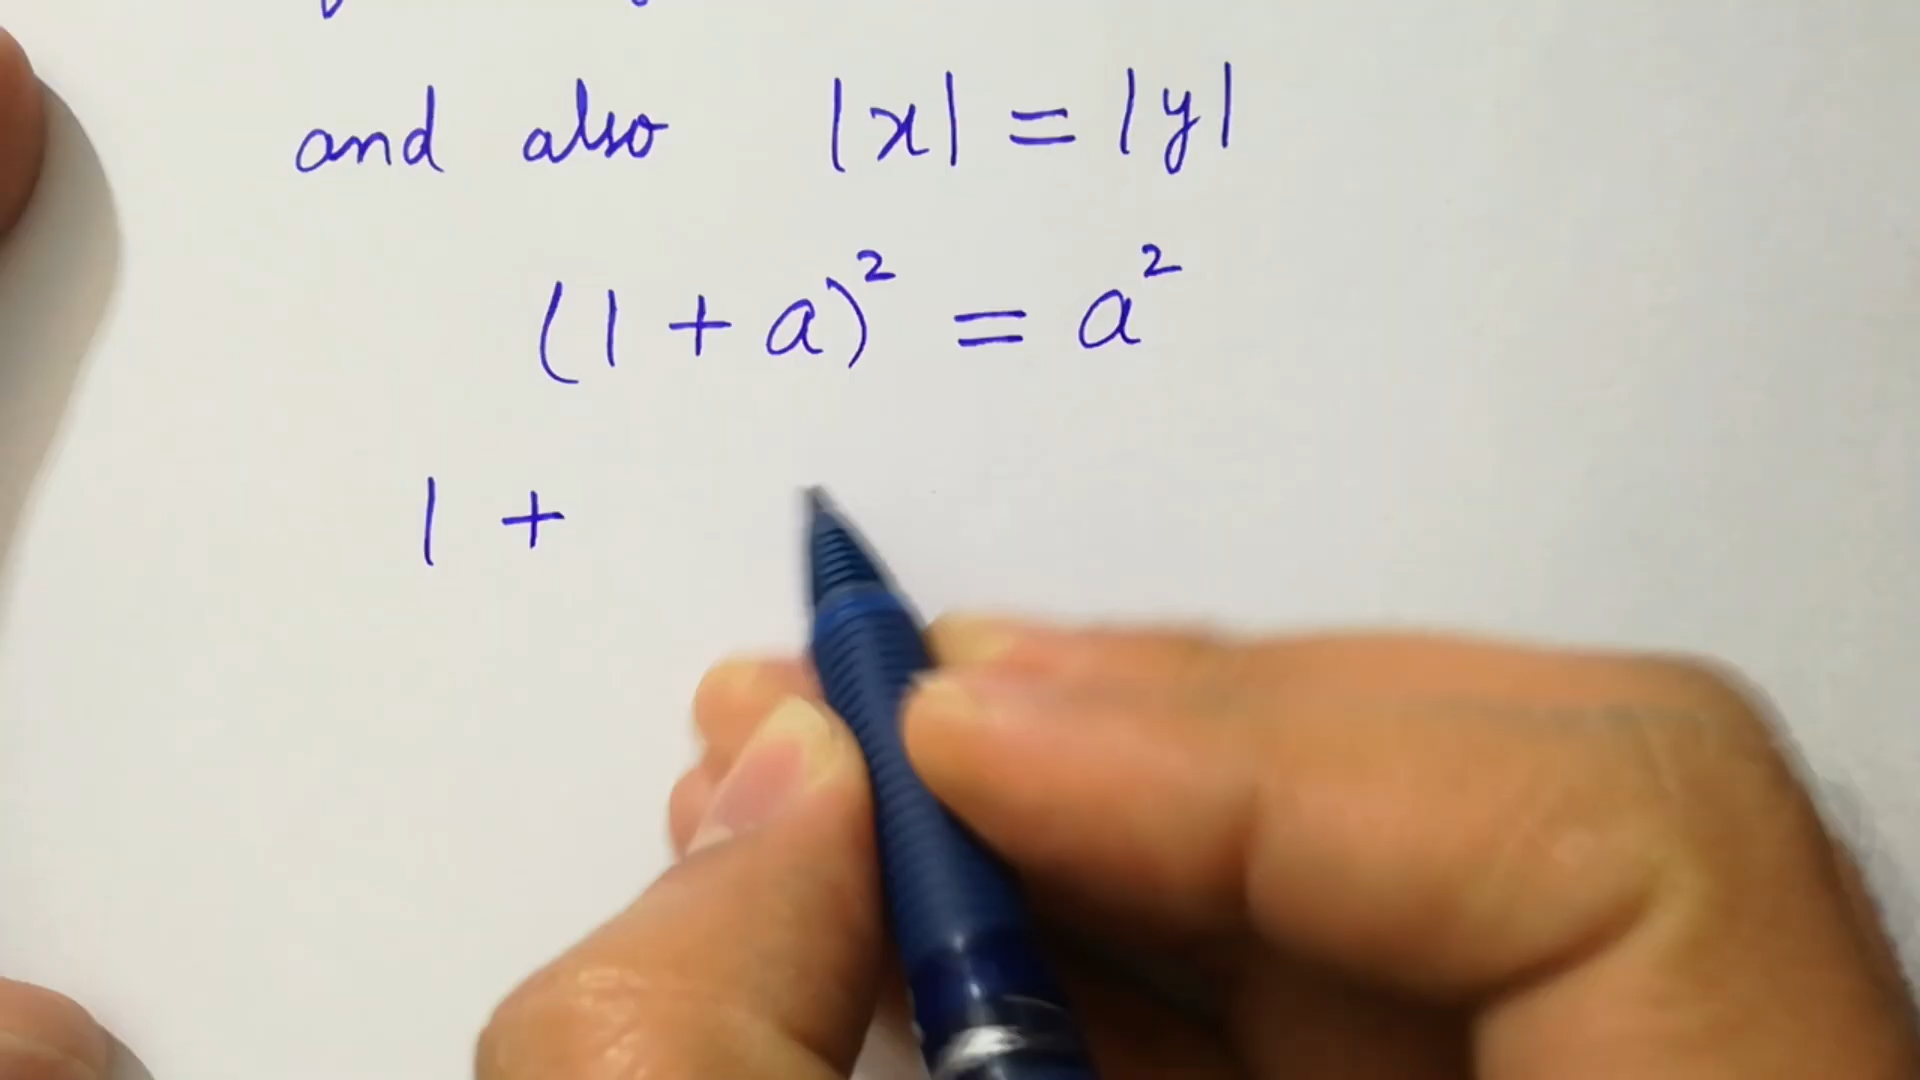 and also |x| = |y|
(1 + a)² = a²
1 +